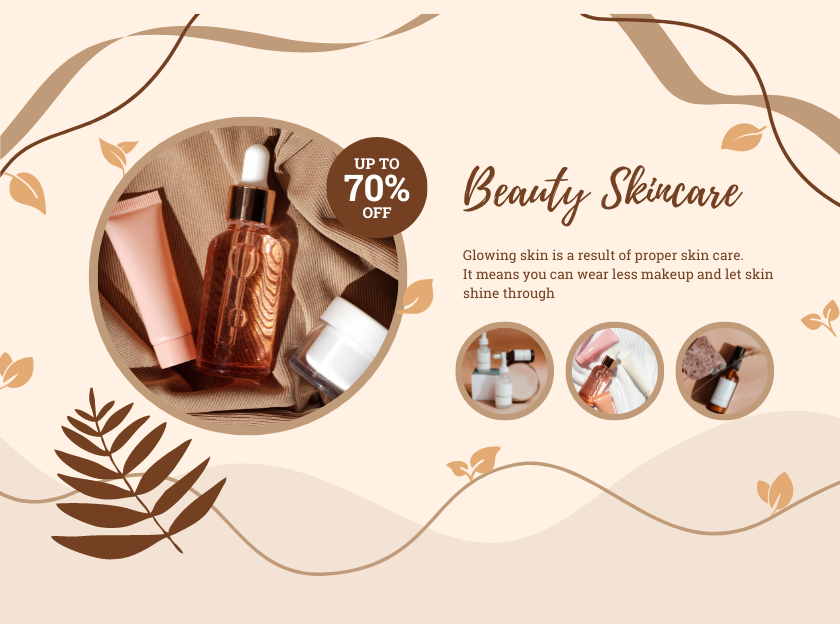 UP TO
70%
OFF
Beauty Skincare
Glowing skin is a result of proper skin care.
It means you can wear less makeup and let skin
shine through